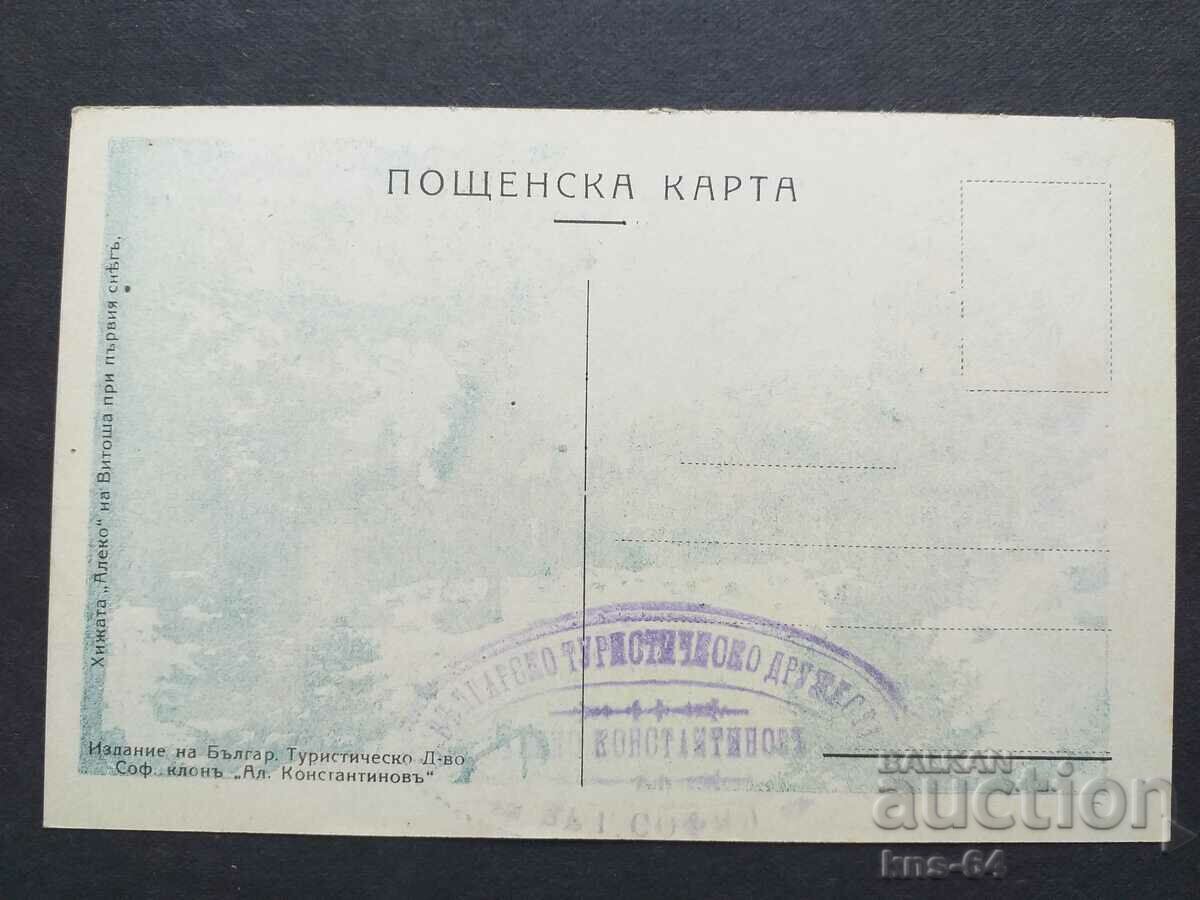 ПОЩЕНСКА КАРТА
Хижата „Алеко“ на Витоша при първия снѣгъ.
Издание на Българ. Туристическо Д-во
Соф. клонъ „Ал. Константиновъ“
ТУРИСТИЧЕСКО
КОНСТАНТИНОВЪ
BALKAN
auction
kns-64